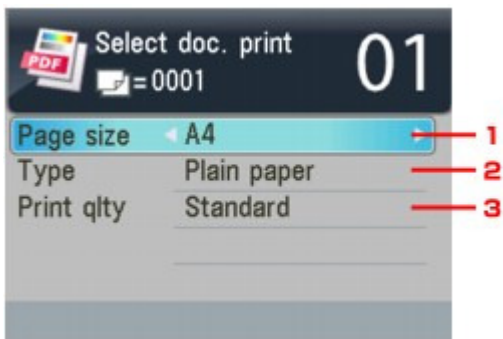 PDF
Select doc. print
=0001
01
Page size A4 1
Type Plain paper 2
Print qlty Standard 3